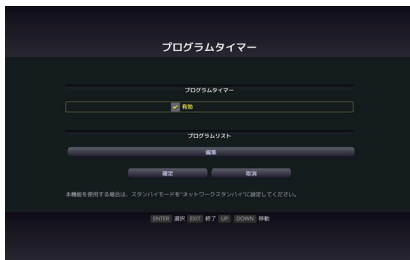 プログラムタイマー
プログラムタイマー
有効
プログラムリスト
編集
確定 取消
本機能を使用する場合は、スタンバイモードを"ネットワークスタンバイ"に設定してください。
ENTER 選択 EXIT 終了 UP DOWN 移動